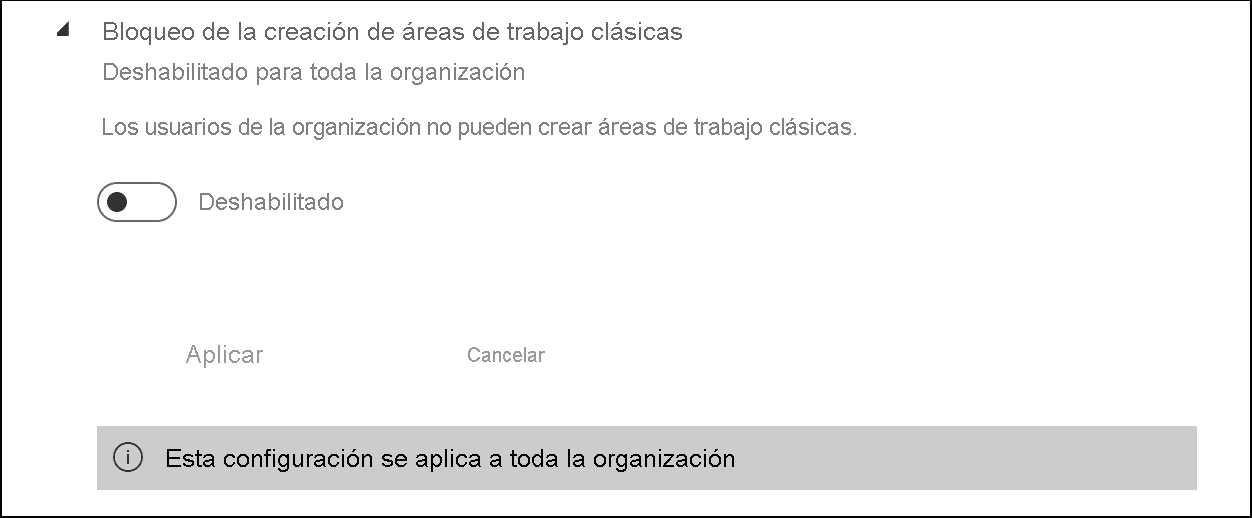 Bloqueo de la creación de áreas de trabajo clásicas
Deshabilitado para toda la organización
Los usuarios de la organización no pueden crear áreas de trabajo clásicas.
Deshabilitado
Aplicar
Cancelar
Esta configuración se aplica a toda la organización